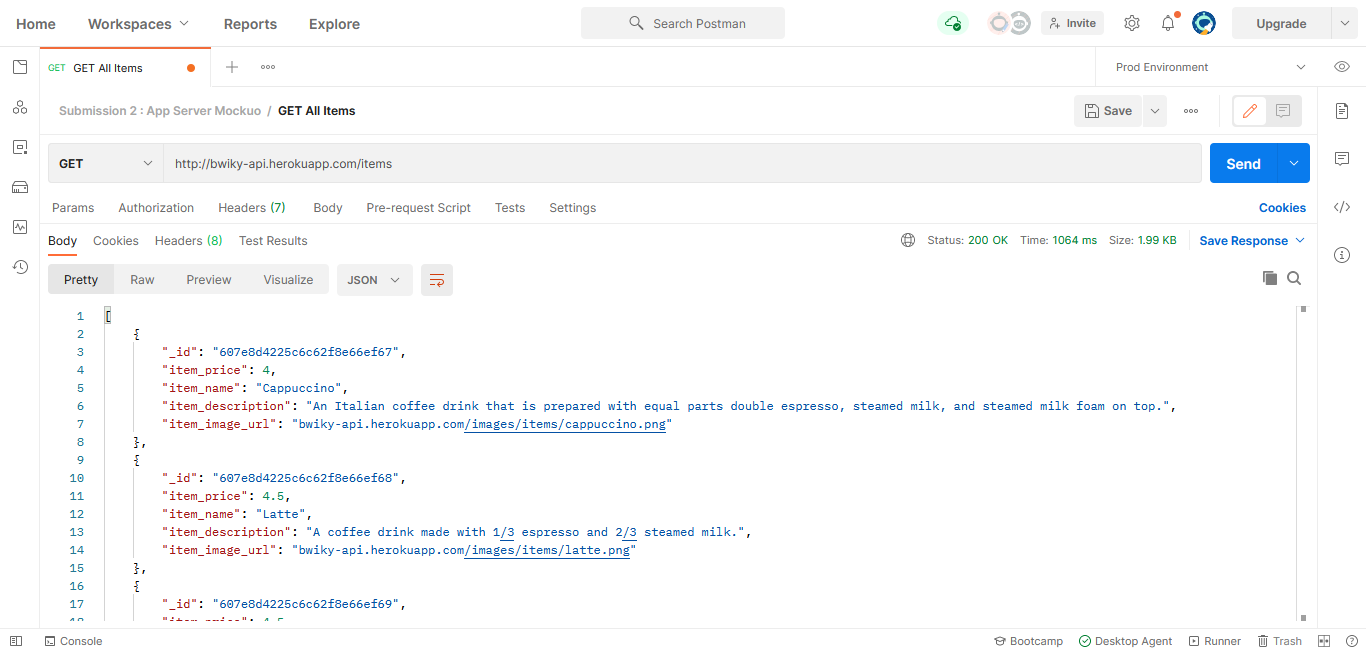 Home Workspaces Reports Explore Search Postman Invite Upgrade
GET GET All Items Prod Environment
Submission 2 : App Server Mockuo / GET All Items Save
GET http://bwiky-api.herokuapp.com/items Send
Params Authorization Headers (7) Body Pre-request Script Tests Settings Cookies
Body Cookies Headers (8) Test Results Status: 200 OK Time: 1064 ms Size: 1.99 KB Save Response
Pretty Raw Preview Visualize JSON
1 [
2 {
3 "_id": "607e8d4225c6c62f8e66ef67",
4 "item_price": 4,
5 "item_name": "Cappuccino",
6 "item_description": "An Italian coffee drink that is prepared with equal parts double espresso, steamed milk, and steamed milk foam on top.",
7 "item_image_url": "bwiky-api.herokuapp.com/images/items/cappuccino.png"
8 },
9 {
10 "_id": "607e8d4225c6c62f8e66ef68",
11 "item_price": 4.5,
12 "item_name": "Latte",
13 "item_description": "A coffee drink made with 1/3 espresso and 2/3 steamed milk.",
14 "item_image_url": "bwiky-api.herokuapp.com/images/items/latte.png"
15 },
16 {
17 "_id": "607e8d4225c6c62f8e66ef69",
18 "item_price": 4.5
Console Bootcamp Desktop Agent Runner Trash